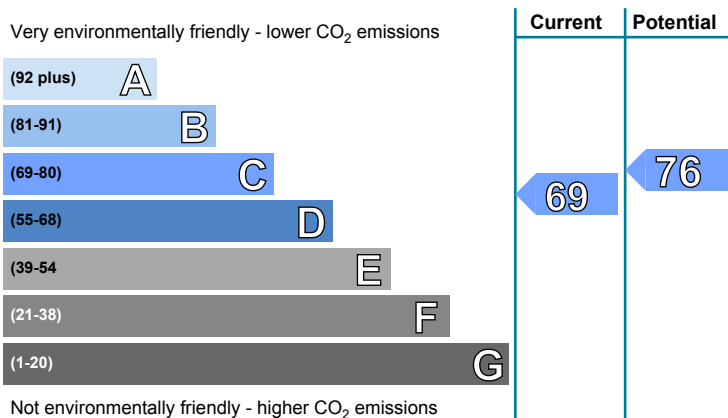 Current Potential
Very environmentally friendly - lower CO2 emissions
(92 plus) A
(81-91) B
(69-80) C
76
69
(55-68) D
(39-54 E
(21-38) F
(1-20) G
Not environmentally friendly - higher CO2 emissions